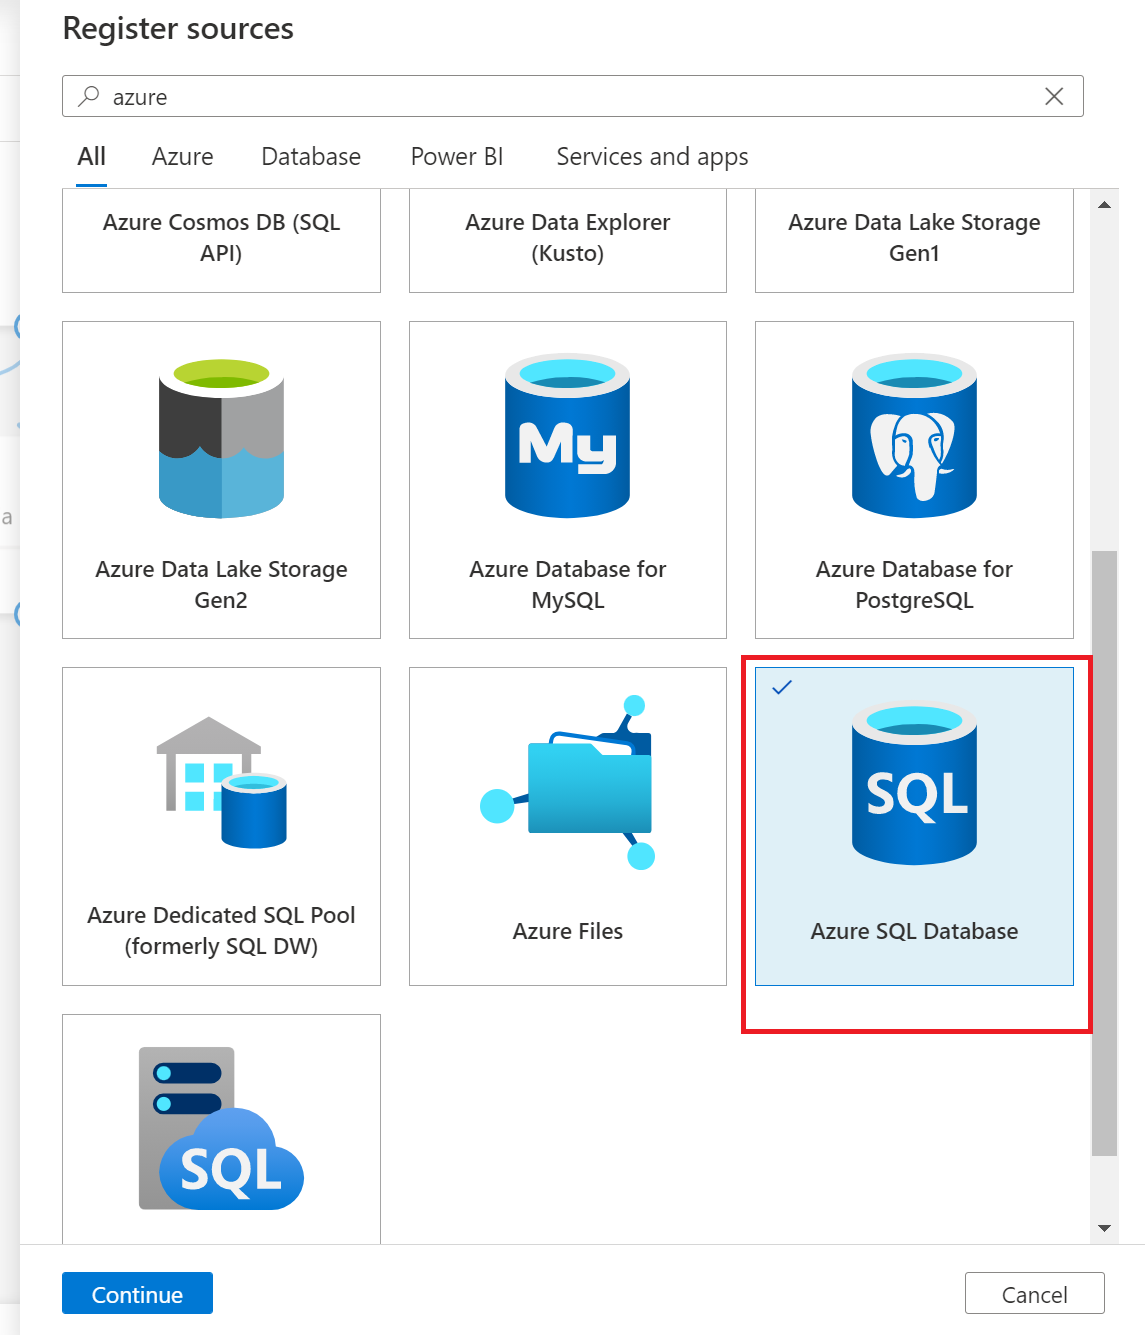 Register sources
azure
All Azure Database Power BI Services and apps
Azure Cosmos DB (SQL
API)
Azure Data Explorer
(Kusto)
Azure Data Lake Storage
Gen1
Azure Data Lake Storage
Gen2
My
Azure Database for
MySQL
Azure Database for
PostgreSQL
a
Azure Dedicated SQL Pool
(formerly SQL DW)
Azure Files
SQL
Azure SQL Database
SQL
Continue
Cancel